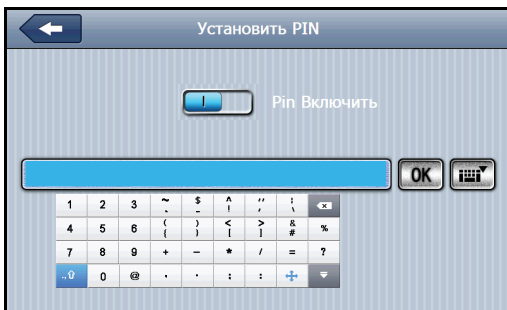 Установить PIN
Pin Включить
OK
1 2 3 ~ $ ^ " ¦
4 5 6 ( ) < > & %
{ } [ ] #
7 8 9 + - * / = ?
0 @ . · ; :